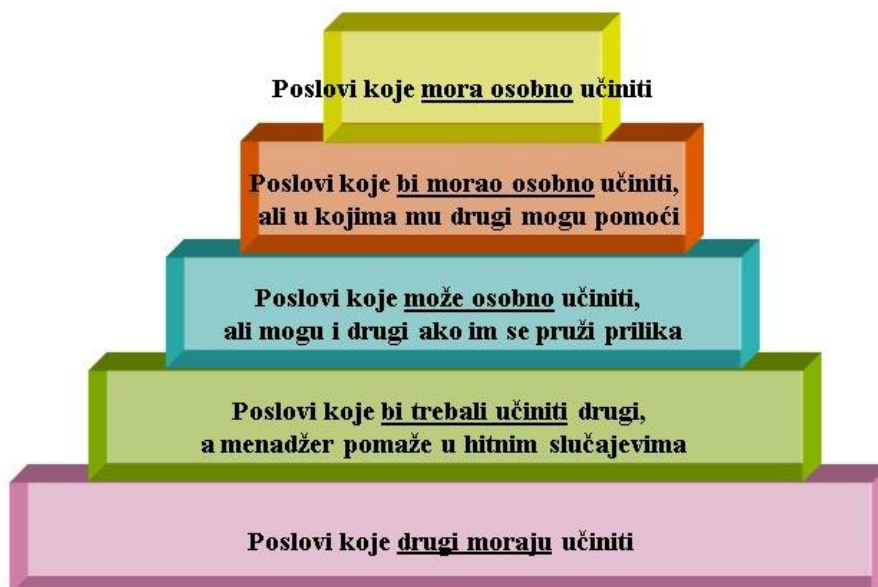 Poslovi koje mora osobno učiniti
Poslovi koje bi morao osobno učiniti,
ali u kojima mu drugi mogu pomoći
Poslovi koje može osobno učiniti,
ali mogu i drugi ako im se pruži prilika
Poslovi koje bi trebali učiniti drugi,
a menadžer pomaže u hitnim slučajevima
Poslovi koje drugi moraju učiniti